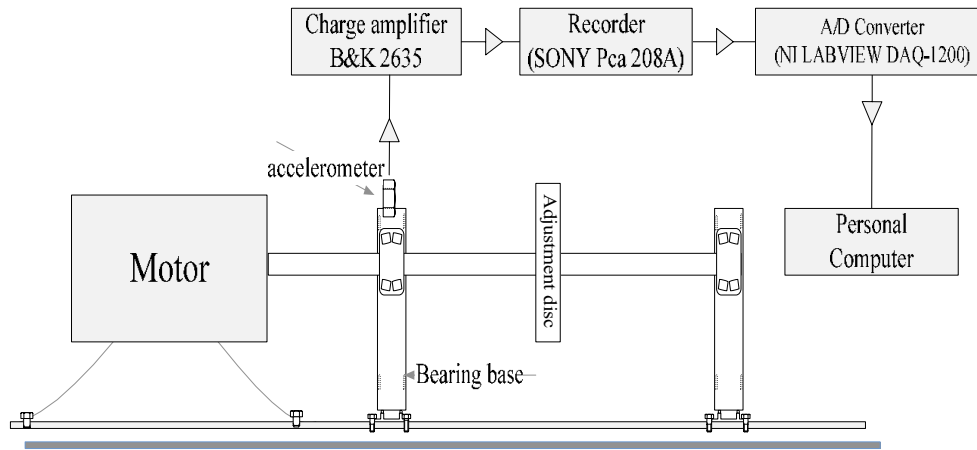 Charge amplifier
B&K 2635
Recorder
(SONY Pca 208A)
A/D Converter
(NI LABVIEW DAQ-1200)
accelerometer
Motor
Adjustment disc
Personal
Computer
Bearing base